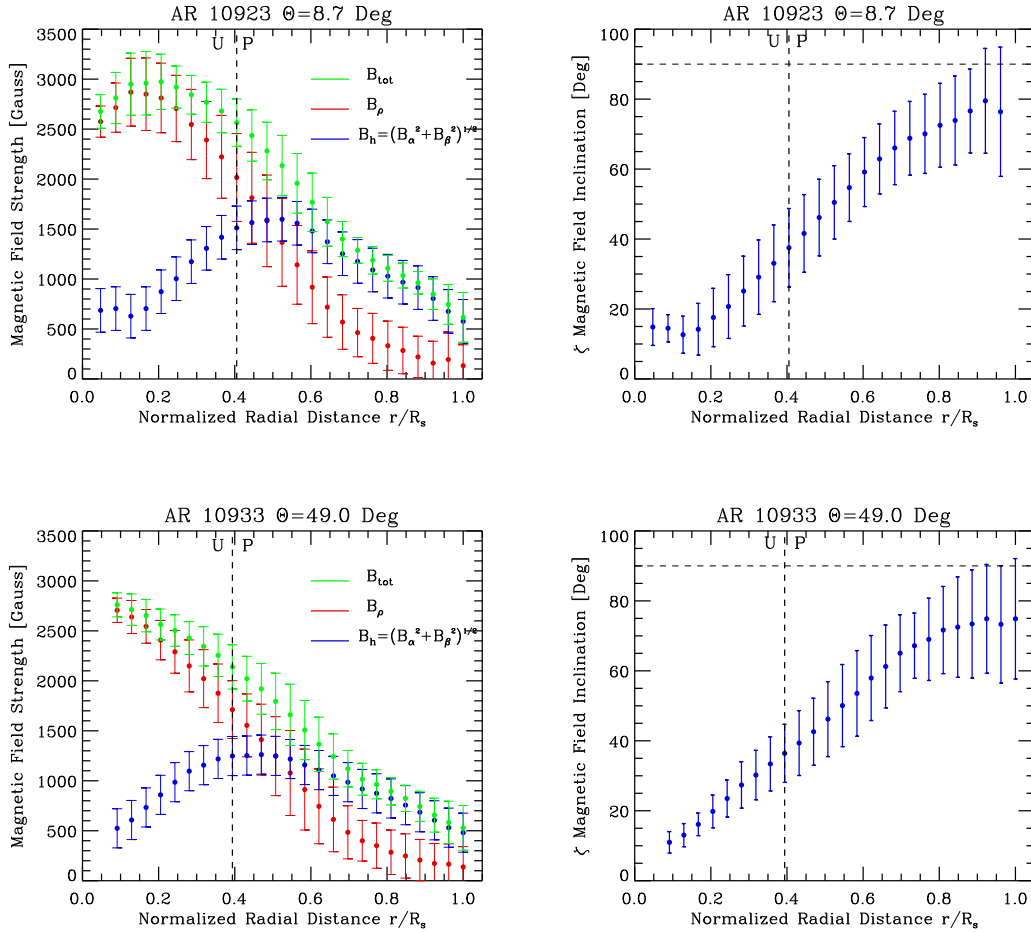 AR 10923 Θ=8.7 Deg
U P
B_tot
B_ρ
B_h=(B_α²+B_β²)^1/2
Magnetic Field Strength [Gauss]
3500
3000
2500
2000
1500
1000
500
0
0.0 0.2 0.4 0.6 0.8 1.0
Normalized Radial Distance r/R_s
AR 10923 Θ=8.7 Deg
U P
ζ Magnetic Field Inclination [Deg]
100
80
60
40
20
0
0.0 0.2 0.4 0.6 0.8 1.0
Normalized Radial Distance r/R_s
AR 10933 Θ=49.0 Deg
U P
B_tot
B_ρ
B_h=(B_α²+B_β²)^1/2
Magnetic Field Strength [Gauss]
3500
3000
2500
2000
1500
1000
500
0
0.0 0.2 0.4 0.6 0.8 1.0
Normalized Radial Distance r/R_s
AR 10933 Θ=49.0 Deg
U P
ζ Magnetic Field Inclination [Deg]
100
80
60
40
20
0
0.0 0.2 0.4 0.6 0.8 1.0
Normalized Radial Distance r/R_s